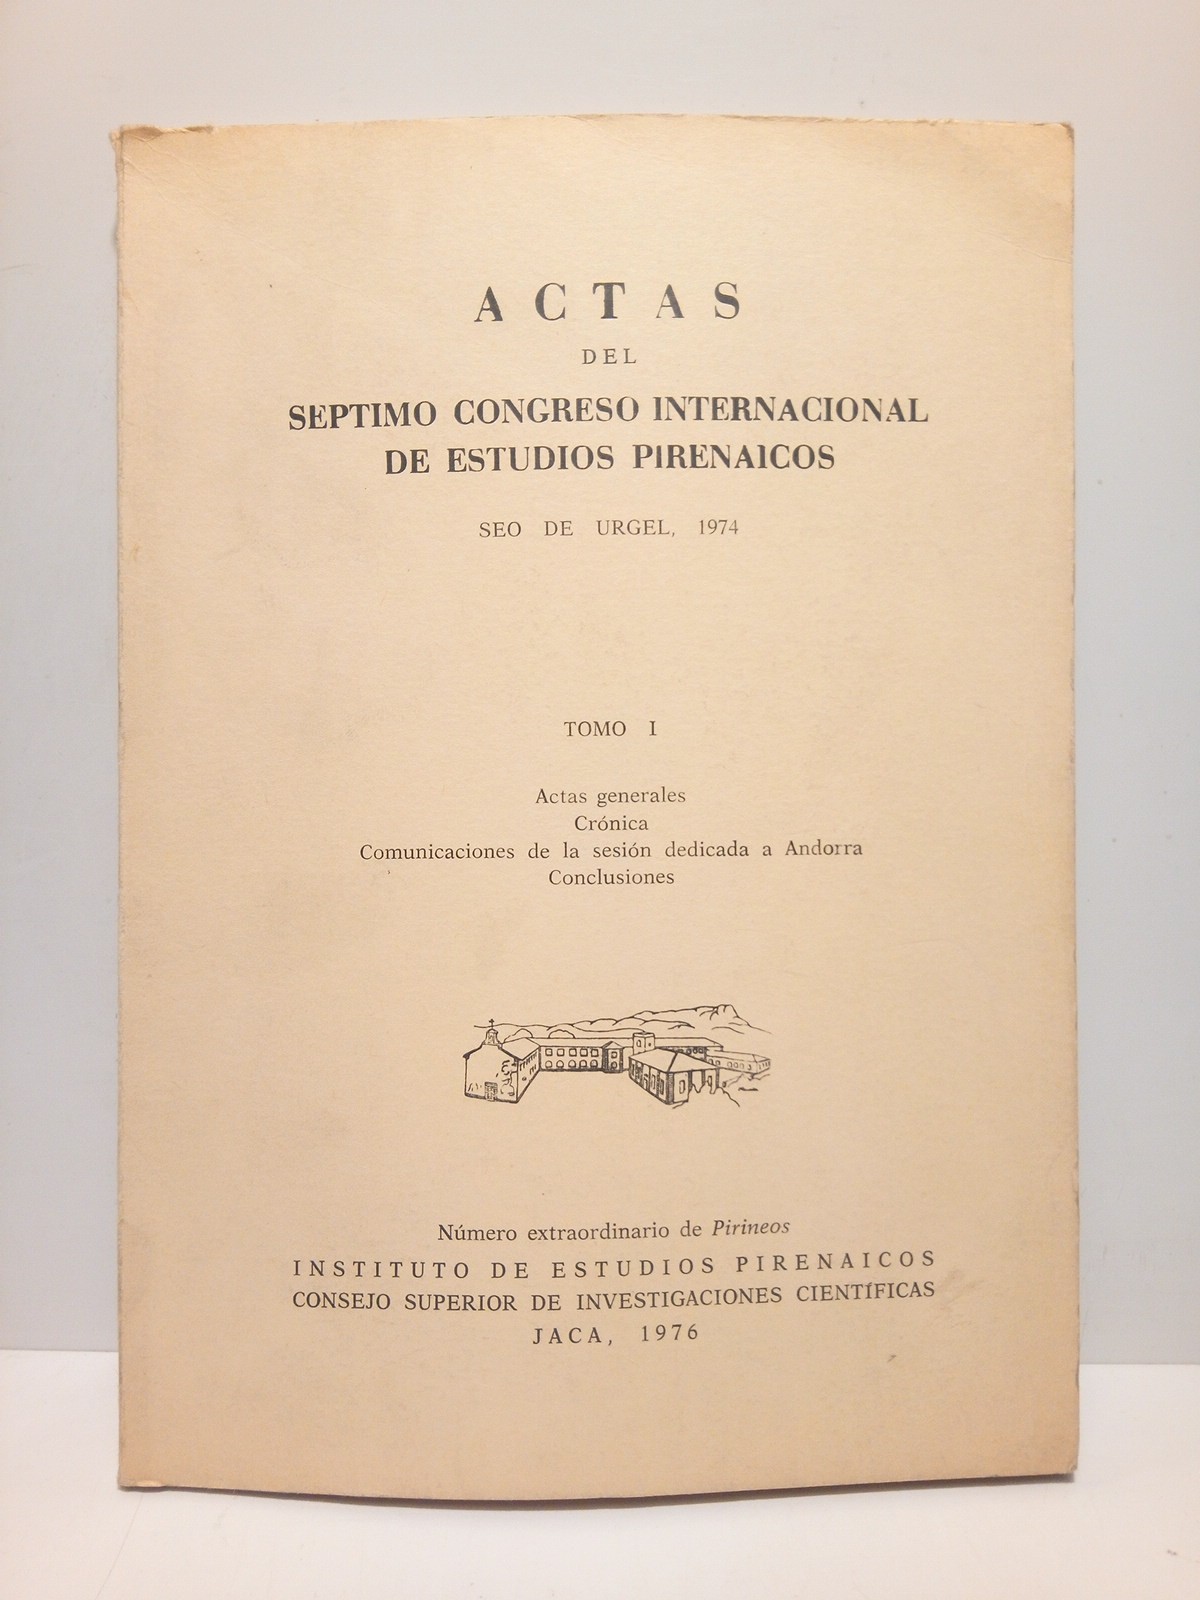 ACTAS
DEL
SEPTIMO CONGRESO INTERNACIONAL
DE ESTUDIOS PIRENAICOS
SEO DE URGEL, 1974
TOMO I
Actas generales
Crónica
Comunicaciones de la sesión dedicada a Andorra
Conclusiones
Número extraordinario de Pirineos
INSTITUTO DE ESTUDIOS PIRENAICOS
CONSEJO SUPERIOR DE INVESTIGACIONES CIENTÍFICAS
JACA, 1976